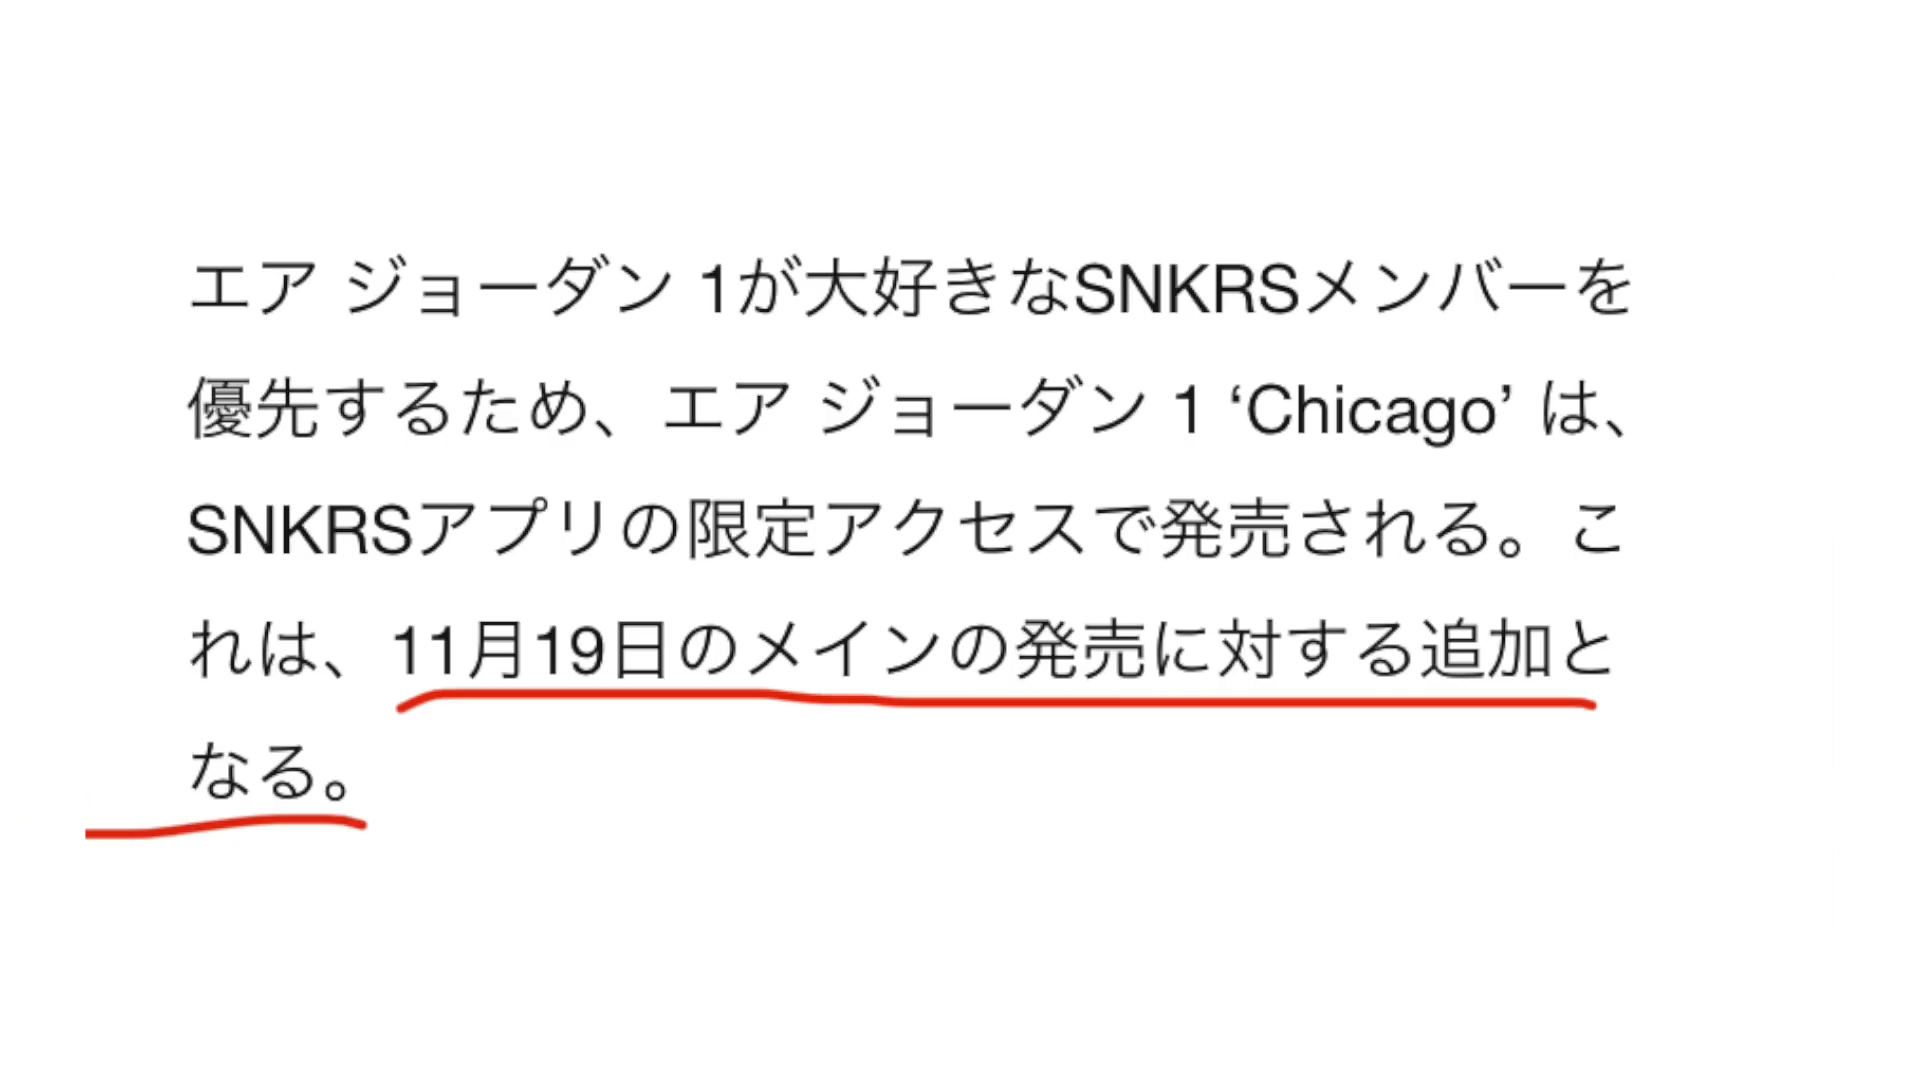 エア ジョーダン 1が大好きなSNKRSメンバーを
優先するため、エア ジョーダン 1 ‘Chicago’ は、
SNKRSアプリの限定アクセスで発売される。こ
れは、11月19日のメインの発売に対する追加と
なる。